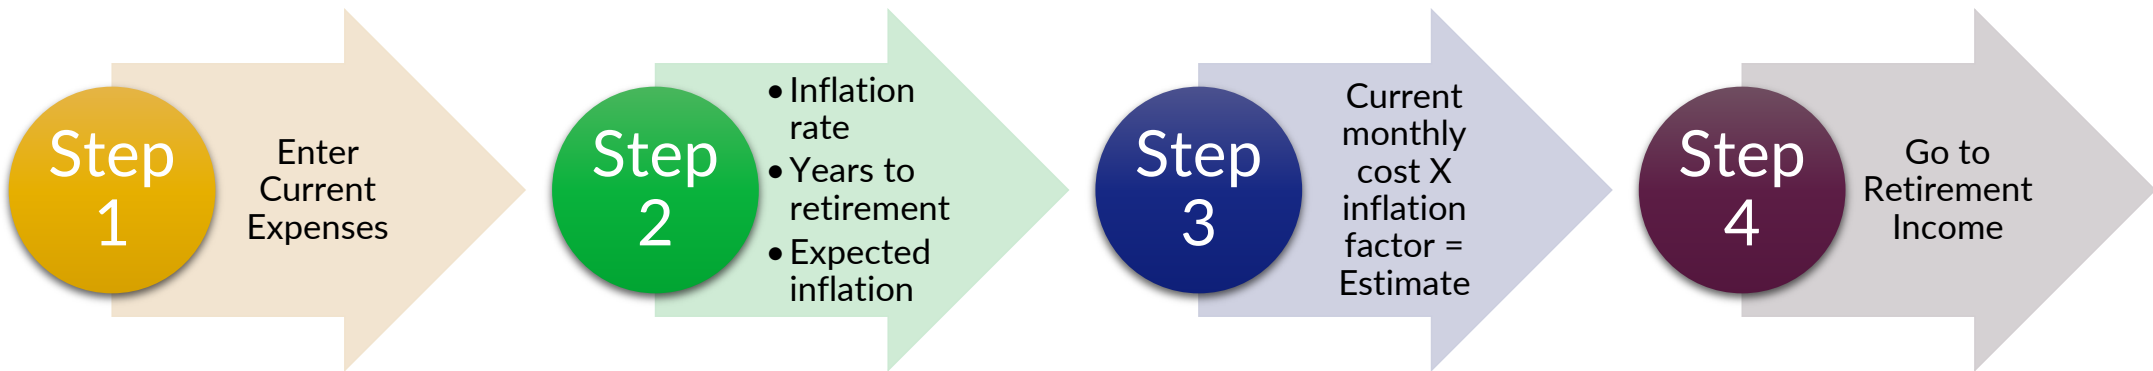 Step
1
Enter
Current
Expenses
Step
2
• Inflation
rate
• Years to
retirement
• Expected
inflation
Step
3
Current
monthly
cost X
inflation
factor =
Estimate
Step
4
Go to
Retirement
Income